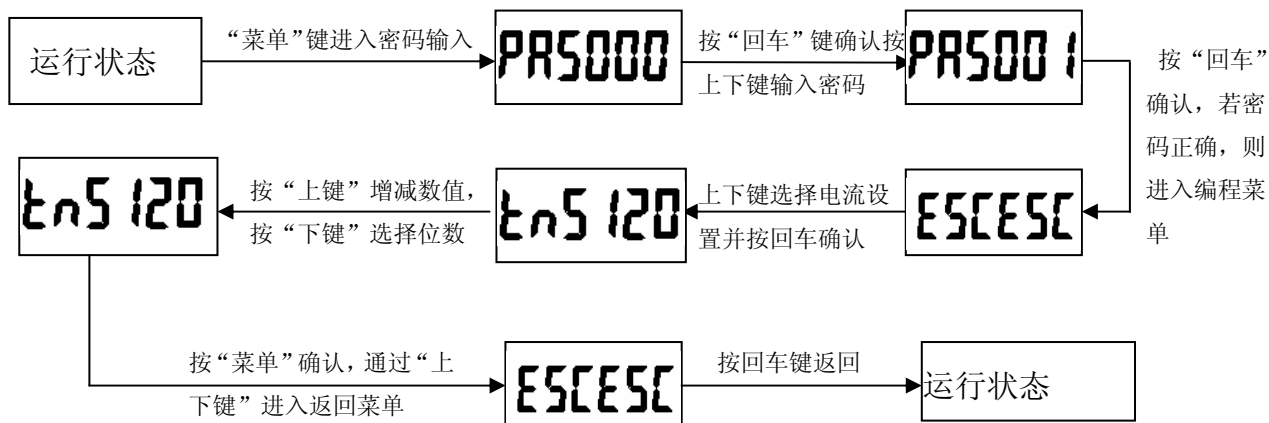 运行状态
“菜单”键进入密码输入
PAS000
按“回车”键确认按
上下键输入密码
PAS001
按“回车”
确认，若密
码正确，则
进入编程菜
单
ESCESC
上下键选择电流设
置并按回车确认
tnS120
按“上键”增减数值，
按“下键”选择位数
tnS120
按“菜单”确认，通过“上
下键”进入返回菜单
ESCESC
按回车键返回
运行状态